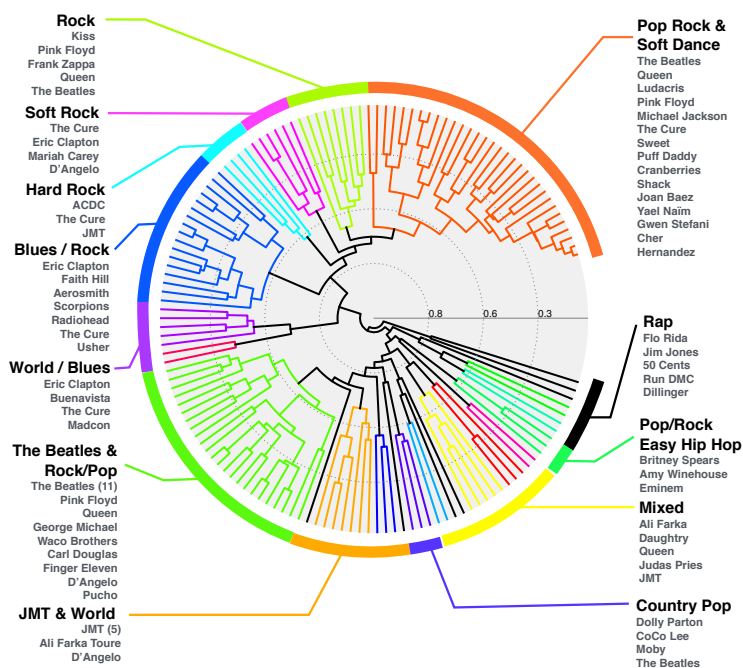 Rock
Kiss
Pink Floyd
Frank Zappa
Queen
The Beatles
Soft Rock
The Cure
Eric Clapton
Mariah Carey
D'Angelo
Hard Rock
ACDC
The Cure
JMT
Blues / Rock
Eric Clapton
Faith Hill
Aerosmith
Scorpions
Radiohead
The Cure
Usher
World / Blues
Eric Clapton
Buenavista
The Cure
Madcon
The Beatles &
Rock/Pop
The Beatles (11)
Pink Floyd
Queen
George Michael
Waco Brothers
Carl Douglas
Finger Eleven
D'Angelo
Pucho
JMT & World
JMT (5)
Ali Farka Toure
D'Angelo
0.8 0.6 0.3
Pop Rock &
Soft Dance
The Beatles
Queen
Ludacris
Pink Floyd
Michael Jackson
The Cure
Sweet
Puff Daddy
Cranberries
Shack
Joan Baez
Yael Naïm
Gwen Stefani
Cher
Hernandez
Rap
Flo Rida
Jim Jones
50 Cents
Run DMC
Dillinger
Pop/Rock
Easy Hip Hop
Britney Spears
Amy Winehouse
Eminem
Mixed
Ali Farka
Daughtry
Queen
Judas Pries
JMT
Country Pop
Dolly Parton
CoCo Lee
Moby
The Beatles